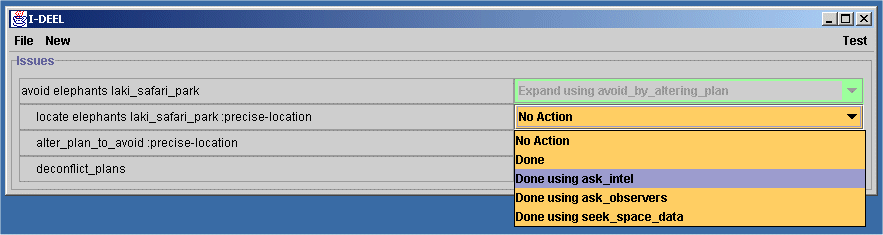 I-DEEL
File New Test
Issues
avoid elephants laki_safari_park Expand using avoid_by_altering_plan
locate elephants laki_safari_park :precise-location No Action
alter_plan_to_avoid :precise-location
deconflict_plans
No Action
Done
Done using ask_intel
Done using ask_observers
Done using seek_space_data